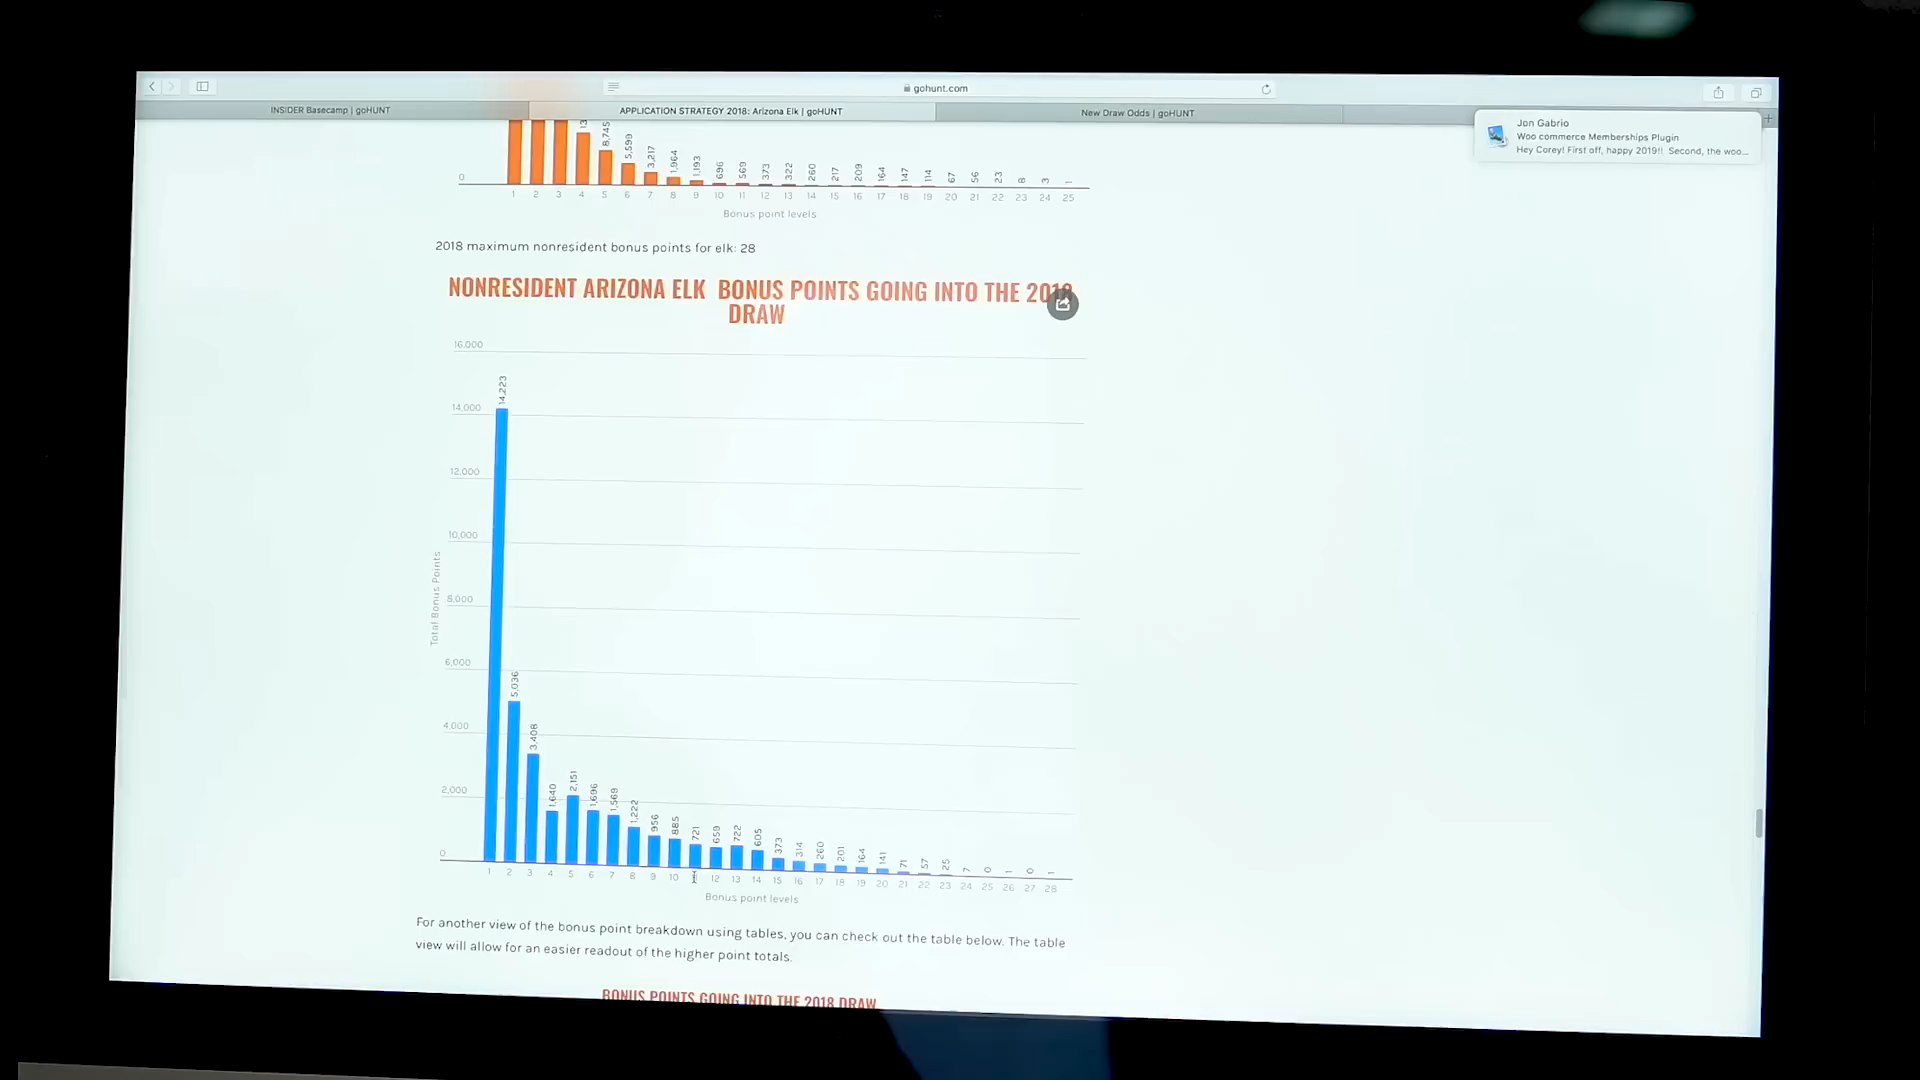 gohunt.com
INSIDER Basecamp | goHUNT
APPLICATION STRATEGY 2018: Arizona Elk | goHUNT
New Draw Odds | goHUNT
Jon Gabrio
Woo commerce Memberships Plugin
Hey Corey! First off, happy 2019!! Second, the woo...
13 8,745 5,599 3,217 1,964 1,193 696 569 373 322 260 217 209 164 147 114 67 56 23 8 3 1
0
1 2 3 4 5 6 7 8 9 10 11 12 13 14 15 16 17 18 19 20 21 22 23 24 25
Bonus point levels
2018 maximum nonresident bonus points for elk: 28
NONRESIDENT ARIZONA ELK BONUS POINTS GOING INTO THE 2018
DRAW
16,000
14,000
12,000
10,000
8,000
6,000
4,000
2,000
0
Total Bonus Points
14,223 5,036 3,408 1,640 2,151 1,696 1,569 1,222 956 885 721 659 722 605 373 314 260 201 164 141 71 57 25 7 0 1 0 1
1 2 3 4 5 6 7 8 9 10 12 13 14 15 16 17 18 19 20 21 22 23 24 25 26 27 28
Bonus point levels
For another view of the bonus point breakdown using tables, you can check out the table below. The table
view will allow for an easier readout of the higher point totals.
BONUS POINTS GOING INTO THE 2018 DRAW